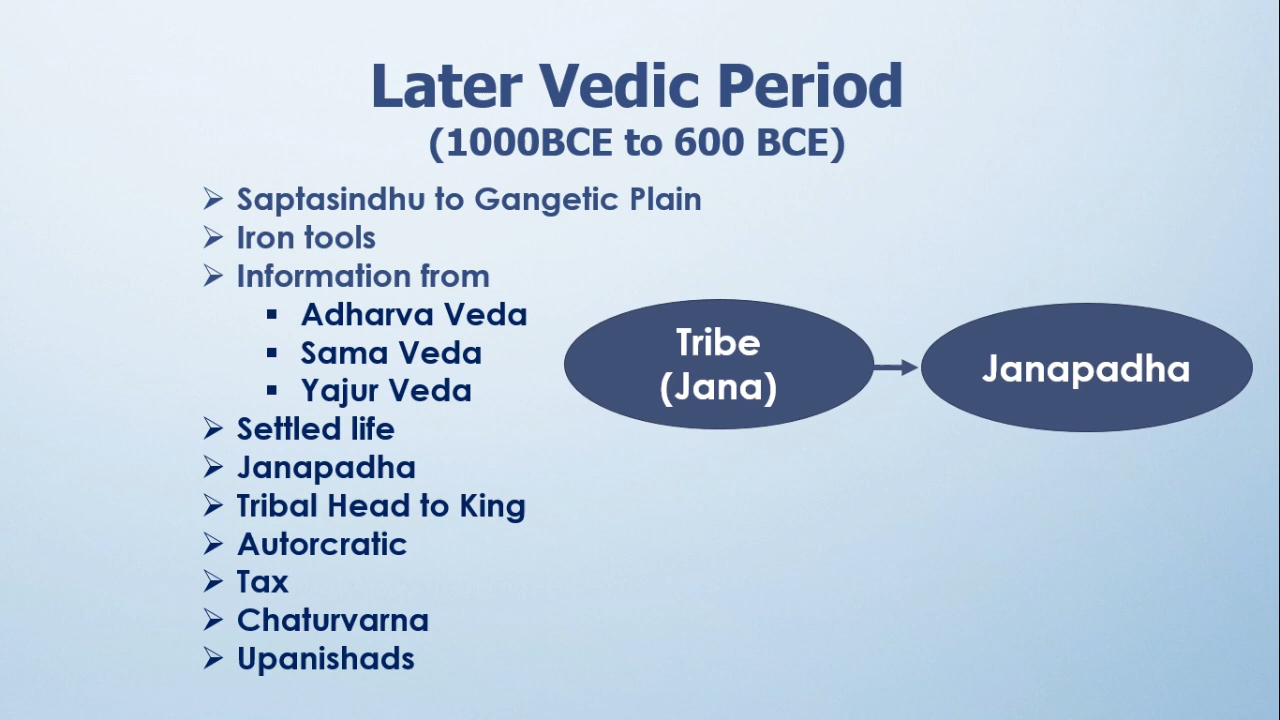 Later Vedic Period
(1000BCE to 600 BCE)
Saptasindhu to Gangetic Plain
Iron tools
Information from
Adharva Veda
Sama Veda
Yajur Veda
Settled life
Janapadha
Tribal Head to King
Autorcratic
Tax
Chaturvarna
Upanishads
Tribe
(Jana)
Janapadha